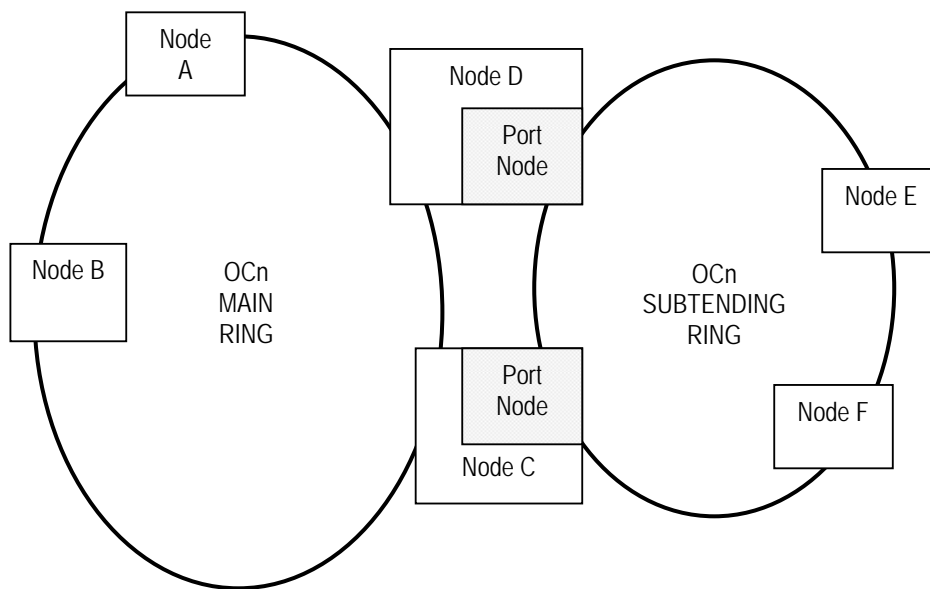 Node
A
Node D
Port
Node
Node E
Node B
OCn
MAIN
RING
OCn
SUBTENDING
RING
Port
Node
Node F
Node C